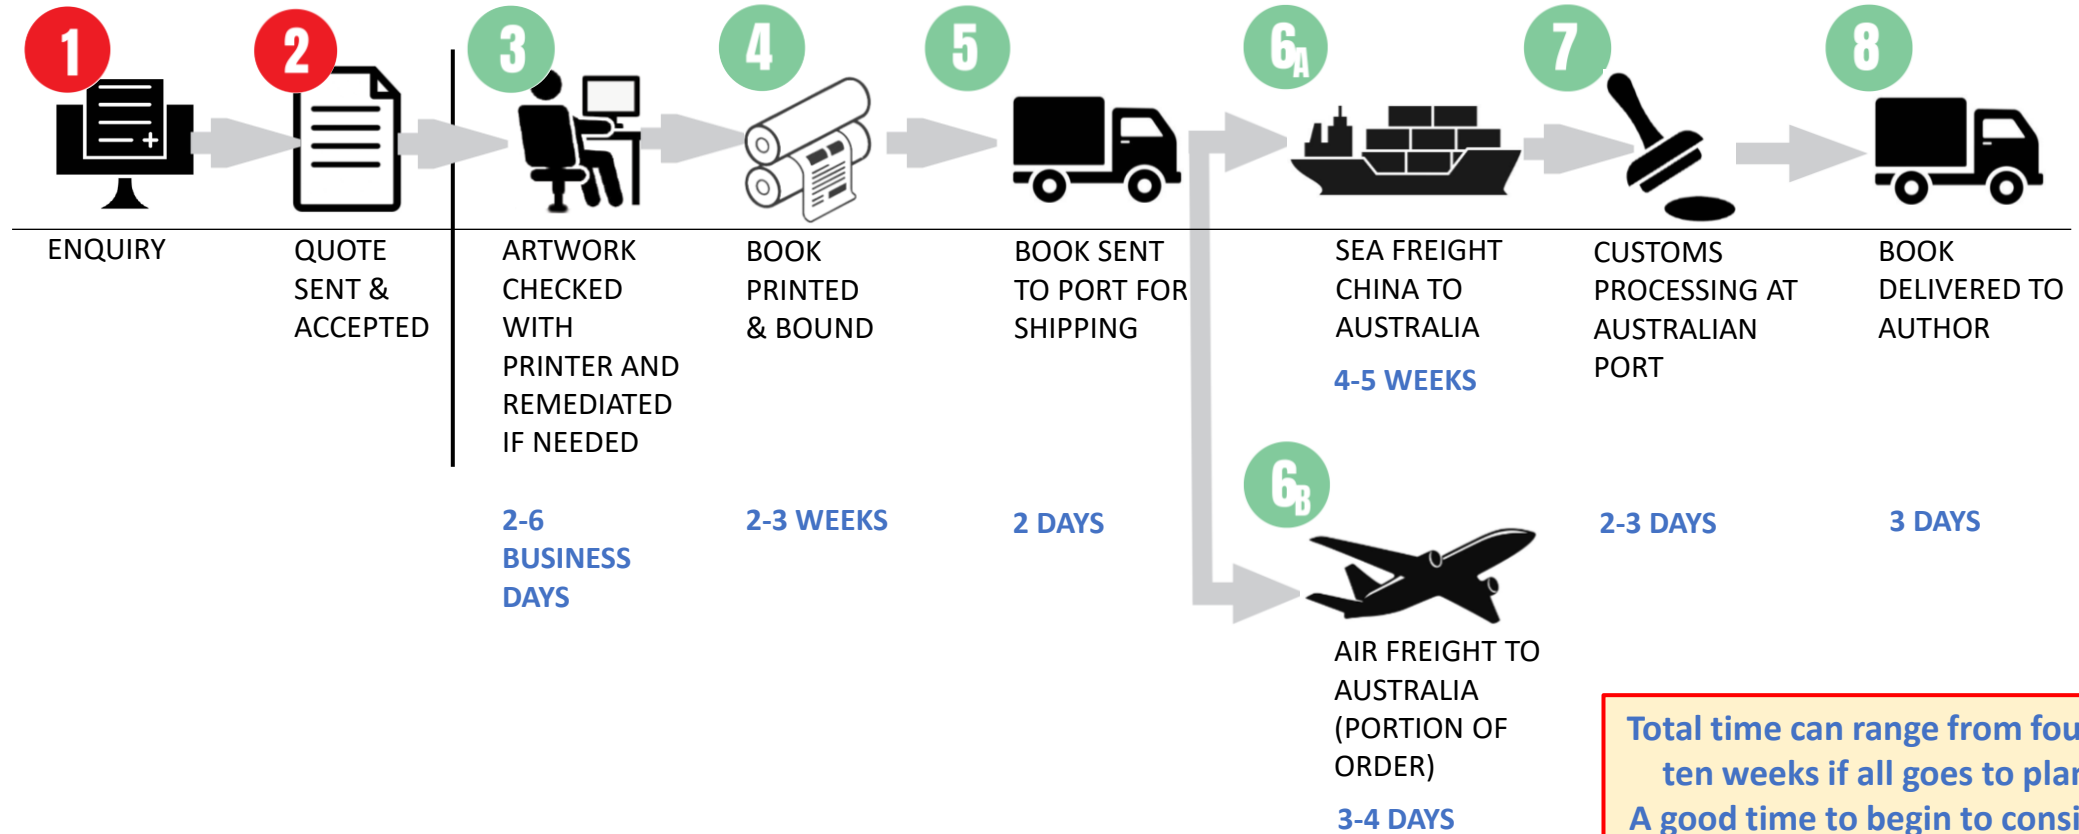 1
2
3
4
5
6A
7
8
ENQUIRY
QUOTE
SENT &
ACCEPTED
ARTWORK
CHECKED
WITH
PRINTER AND
REMEDIATED
IF NEEDED
2-6
BUSINESS
DAYS
BOOK
PRINTED
& BOUND
2-3 WEEKS
BOOK SENT
TO PORT FOR
SHIPPING
2 DAYS
SEA FREIGHT
CHINA TO
AUSTRALIA
4-5 WEEKS
6B
AIR FREIGHT TO
AUSTRALIA
(PORTION OF
ORDER)
3-4 DAYS
CUSTOMS
PROCESSING AT
AUSTRALIAN
PORT
2-3 DAYS
BOOK
DELIVERED TO
AUTHOR
3 DAYS
Total time can range from
ten weeks if all goes to
A good time to begin to